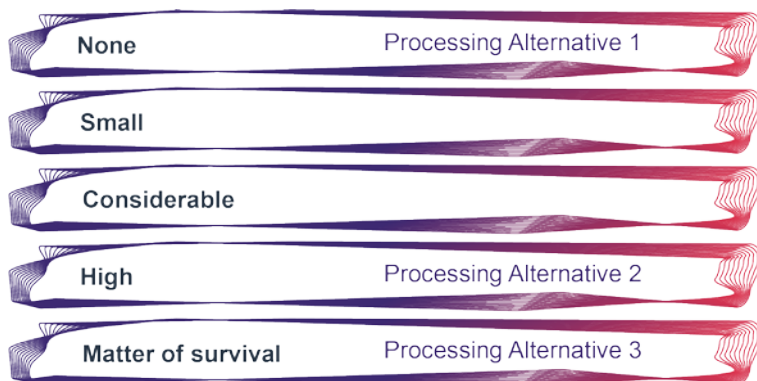 None Processing Alternative 1
Small
Considerable
High Processing Alternative 2
Matter of survival Processing Alternative 3